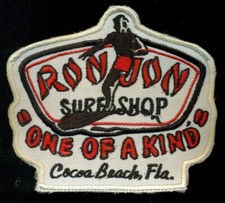 RON JON
SURF SHOP
"ONE OF A KIND"
Cocoa Beach, Fla.